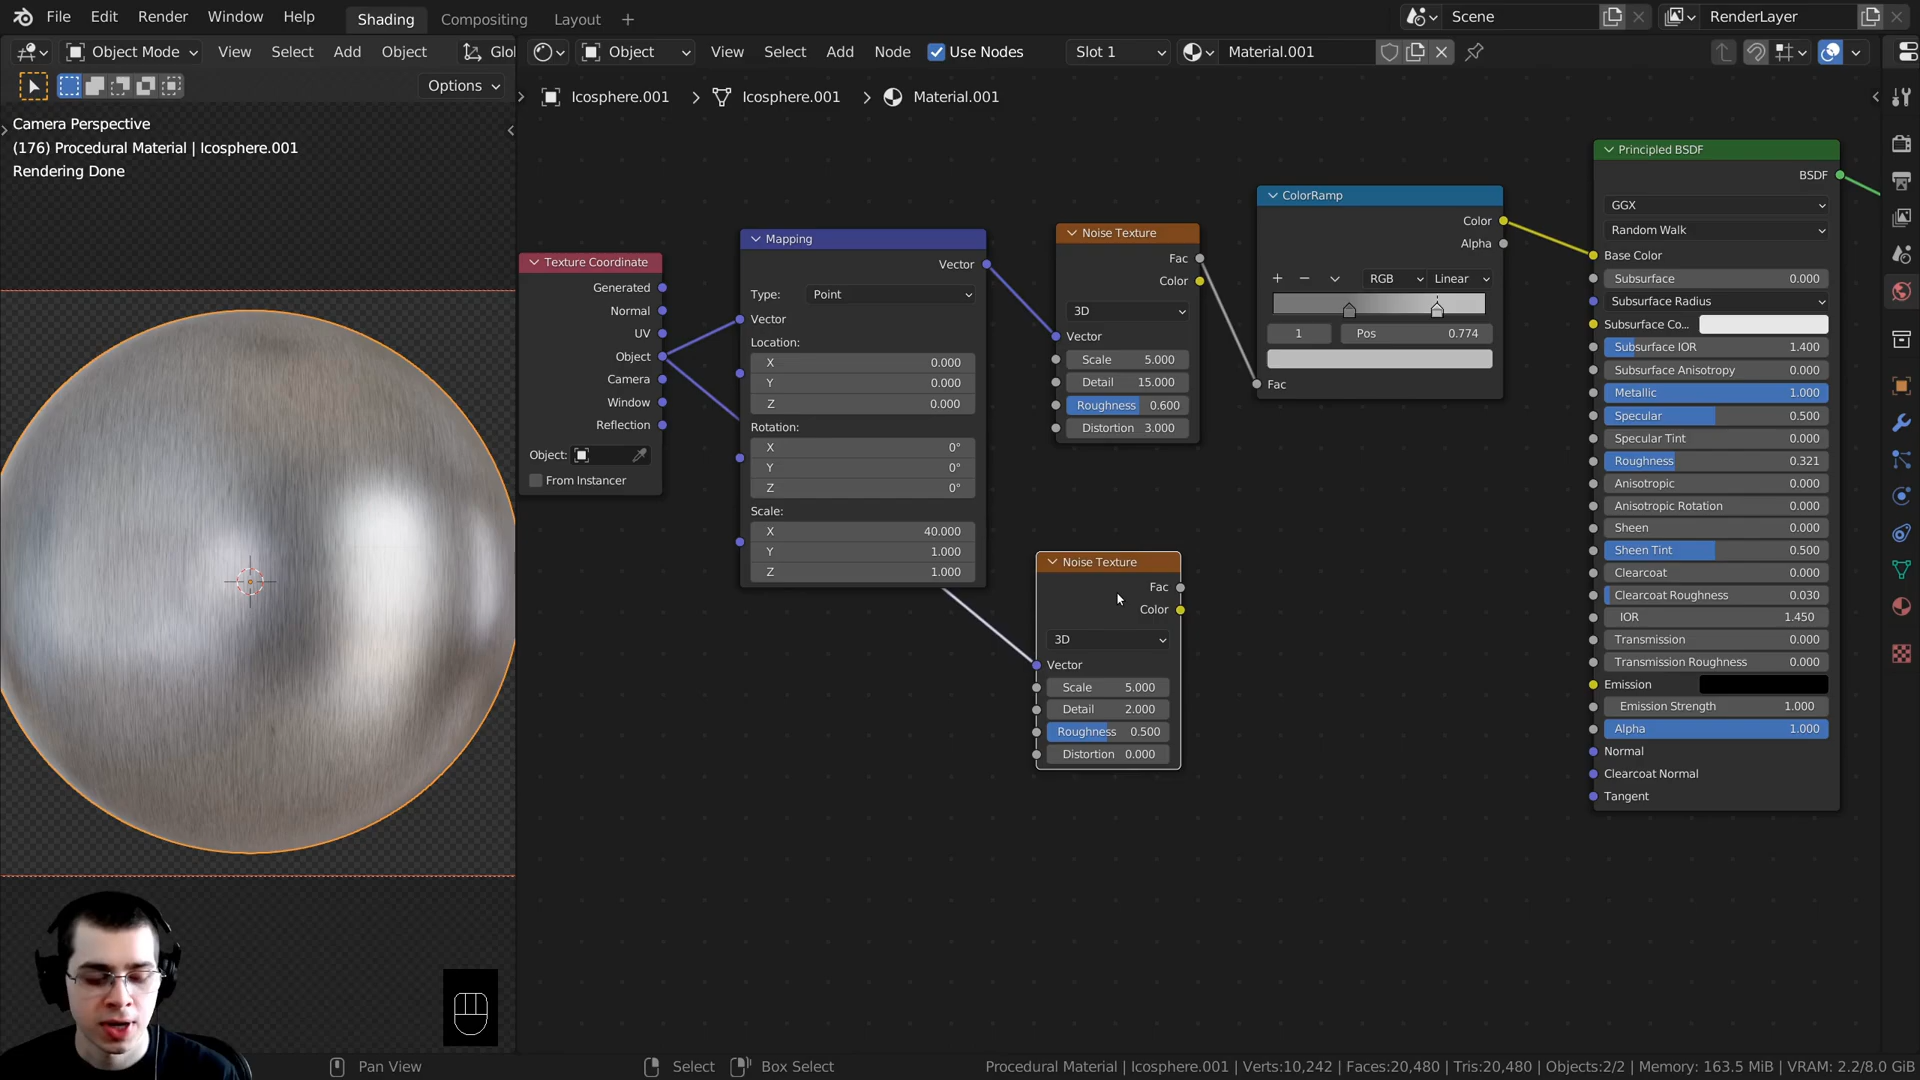 File Edit Render Window Help Shading Compositing Layout + Scene RenderLayer
Object Mode View Select Add Object Glo Object View Select Add Node Use Nodes Slot 1 Material.001
Options
Icosphere.001 > Icosphere.001 > Material.001
Camera Perspective
(176) Procedural Material | Icosphere.001
Rendering Done
Texture Coordinate
Generated
Normal
UV
Object
Camera
Window
Reflection
Object:
From Instancer
Mapping
Vector
Type: Point
Vector
Location:
X 0.000
Y 0.000
Z 0.000
Rotation:
X 0°
Y 0°
Z 0°
Scale:
X 40.000
Y 1.000
Z 1.000
Noise Texture
Fac
Color
3D
Vector
Scale 5.000
Detail 15.000
Roughness 0.600
Distortion 3.000
Noise Texture
Fac
Color
3D
Vector
Scale 5.000
Detail 2.000
Roughness 0.500
Distortion 0.000
ColorRamp
Color
Alpha
+ − RGB Linear
1 Pos 0.774
Fac
Principled BSDF
BSDF
GGX
Random Walk
Base Color
Subsurface 0.000
Subsurface Radius
Subsurface Co...
Subsurface IOR 1.400
Subsurface Anisotropy 0.000
Metallic 1.000
Specular 0.500
Specular Tint 0.000
Roughness 0.321
Anisotropic 0.000
Anisotropic Rotation 0.000
Sheen 0.000
Sheen Tint 0.500
Clearcoat 0.000
Clearcoat Roughness 0.030
IOR 1.450
Transmission 0.000
Transmission Roughness 0.000
Emission
Emission Strength 1.000
Alpha 1.000
Normal
Clearcoat Normal
Tangent
Pan View Select Box Select Procedural Material | Icosphere.001 | Verts:10,242 | Faces:20,480 | Tris:20,480 | Objects:2/2 | Memory: 163.5 MiB | VRAM: 2.2/8.0 GiB